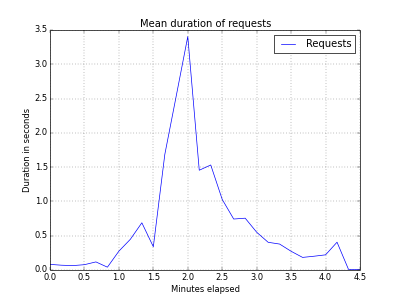 Mean duration of requests
Requests
Duration in seconds
3.5
3.0
2.5
2.0
1.5
1.0
0.5
0.0
0.0 0.5 1.0 1.5 2.0 2.5 3.0 3.5 4.0 4.5
Minutes elapsed